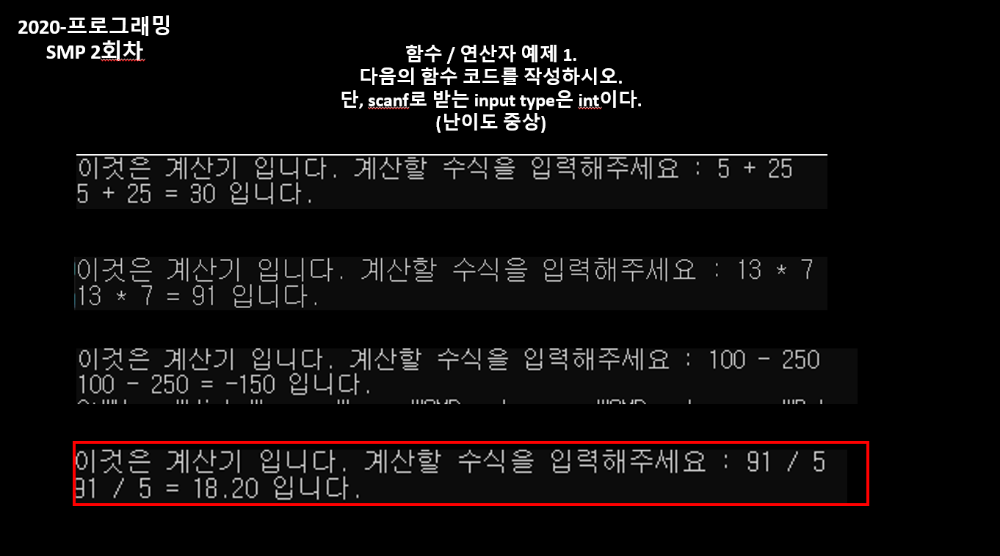 2020-프로그래밍
SMP 2회차
함수 / 연산자 예제 1.
다음의 함수 코드를 작성하시오.
단, scanf로 받는 input type은 int이다.
(난이도 중상)
이것은 계산기 입니다. 계산할 수식을 입력해주세요 : 5 + 25
5 + 25 = 30 입니다.
이것은 계산기 입니다. 계산할 수식을 입력해주세요 : 13 * 7
13 * 7 = 91 입니다.
이것은 계산기 입니다. 계산할 수식을 입력해주세요 : 100 - 250
100 - 250 = -150 입니다.
이것은 계산기 입니다. 계산할 수식을 입력해주세요 : 91 / 5
91 / 5 = 18.20 입니다.